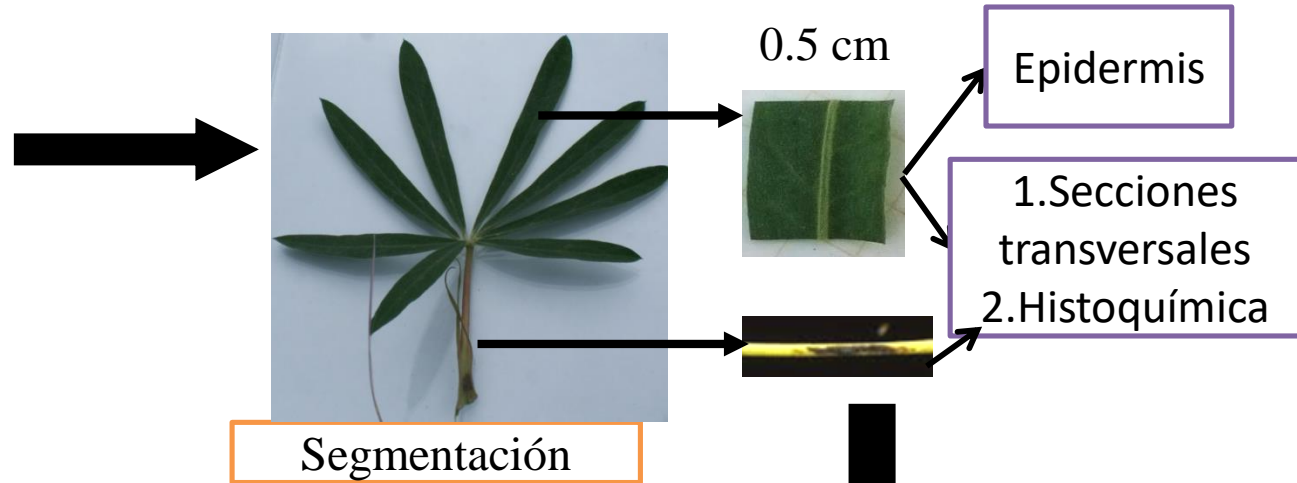 0.5 cm
Epidermis
1.Secciones
transversales
2.Histoquímica
Segmentación